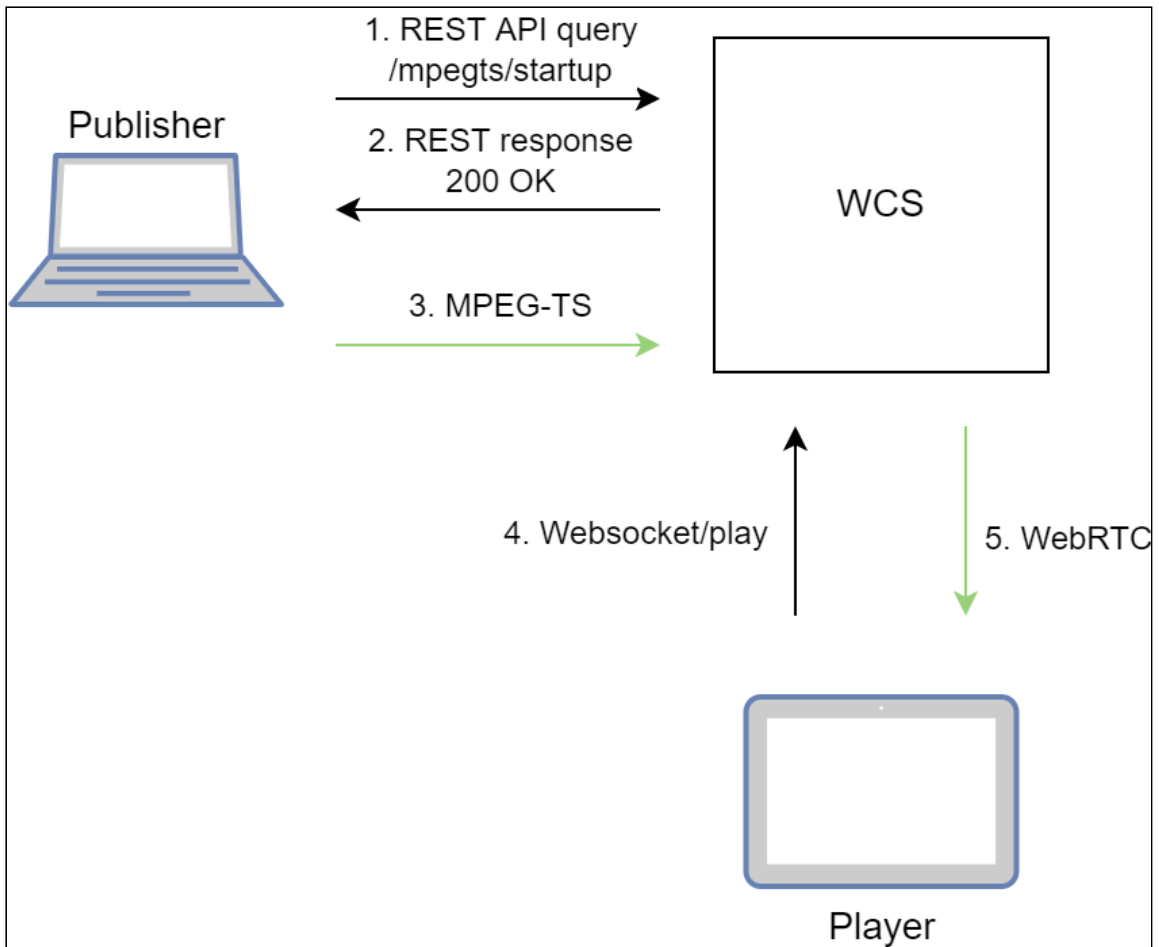 1. REST API query
/mpegts/startup
Publisher
2. REST response
200 OK
WCS
3. MPEG-TS
4. Websocket/play
5. WebRTC
Player